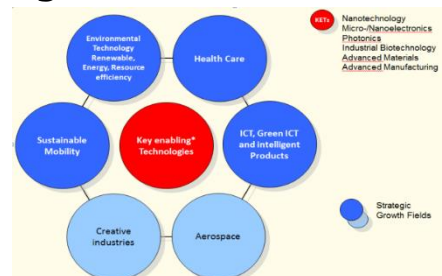 Environmental
Technology
Renewable,
Energy, Resource
efficiency
Health Care
Sustainable
Mobility
Key enabling*
Technologies
ICT, Green ICT
and intelligent
Products
Creative
industries
Aerospace
KETs
Nanotechnology
Micro-/Nanoelectronics
Photonics
Industrial Biotechnology
Advanced Materials
Advanced Manufacturing
Strategic
Growth Fields